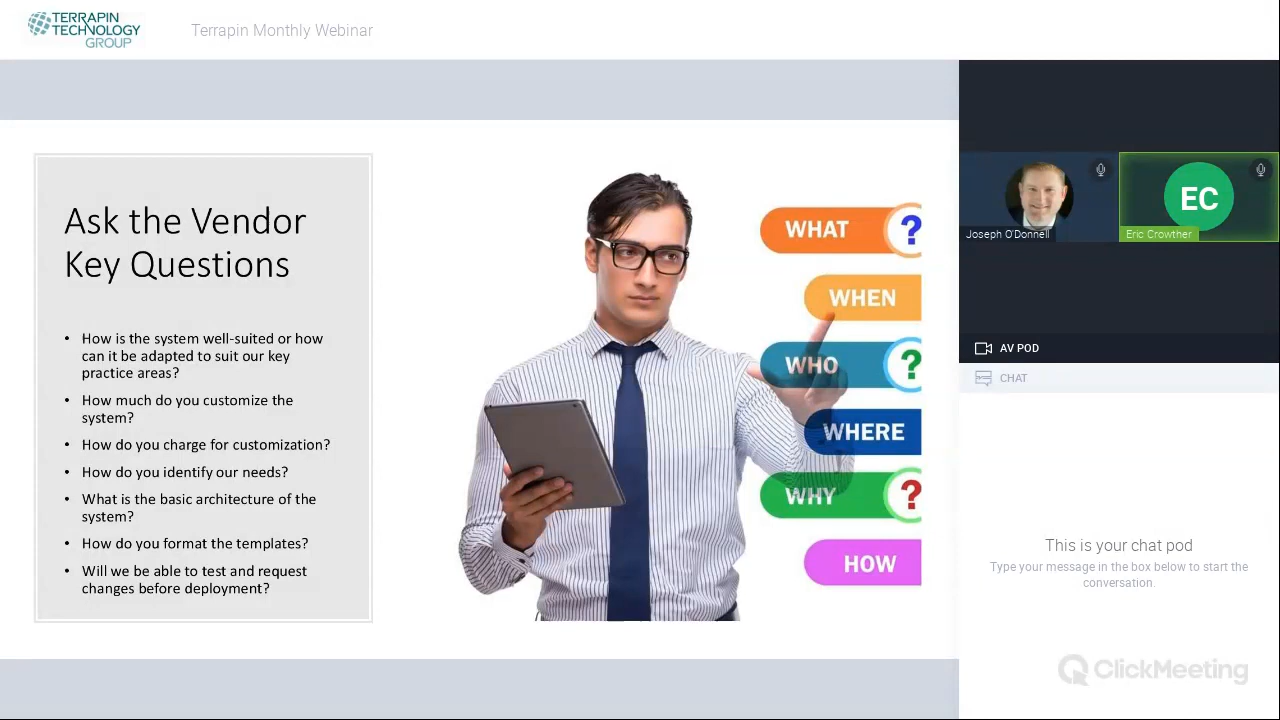 TERRAPIN
TECHNOLOGY
GROUP
Terrapin Monthly Webinar
Ask the Vendor
Key Questions
• How is the system well-suited or how
can it be adapted to suit our key
practice areas?
• How much do you customize the
system?
• How do you charge for customization?
• How do you identify our needs?
• What is the basic architecture of the
system?
• How do you format the templates?
• Will we be able to test and request
changes before deployment?
WHAT ?
WHEN
WHO ?
WHERE
WHY ?
HOW
EC
Joseph O'Donnell
Eric Crowther
AV POD
CHAT
This is your chat pod
Type your message in the box below to start the
conversation.
ClickMeeting